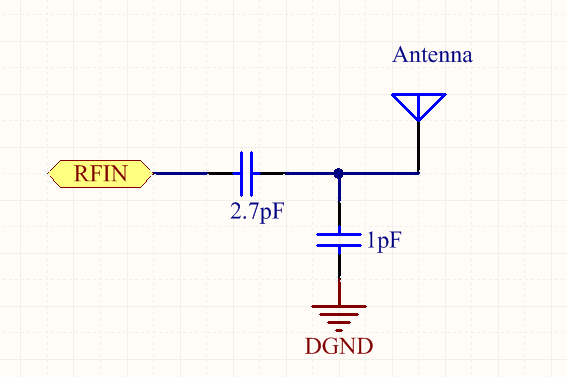 Antenna
RFIN
2.7pF
1pF
DGND